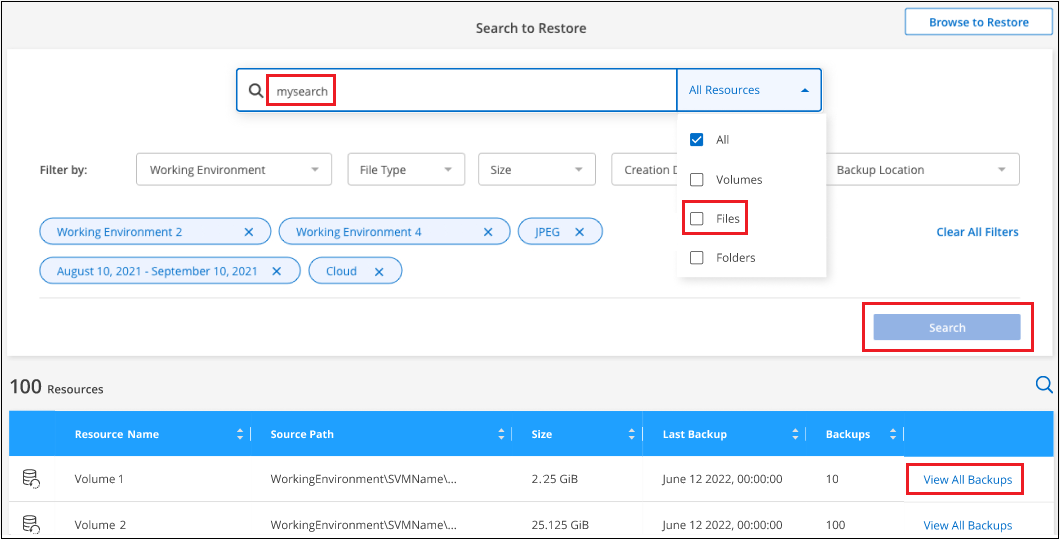 Search to Restore
Browse to Restore
mysearch
All Resources
All
Volumes
Files
Folders
Filter by:
Working Environment
File Type
Size
Creation D
Backup Location
Working Environment 2
Working Environment 4
JPEG
Clear All Filters
August 10, 2021 - September 10, 2021
Cloud
Search
100 Resources
Resource Name Source Path Size Last Backup Backups
Volume 1 WorkingEnvironment\SVMName\... 2.25 GiB June 12 2022, 00:00:00 10 View All Backups
Volume 2 WorkingEnvironment\SVMName\... 25.125 GiB June 12 2022, 00:00:00 100 View All Backups